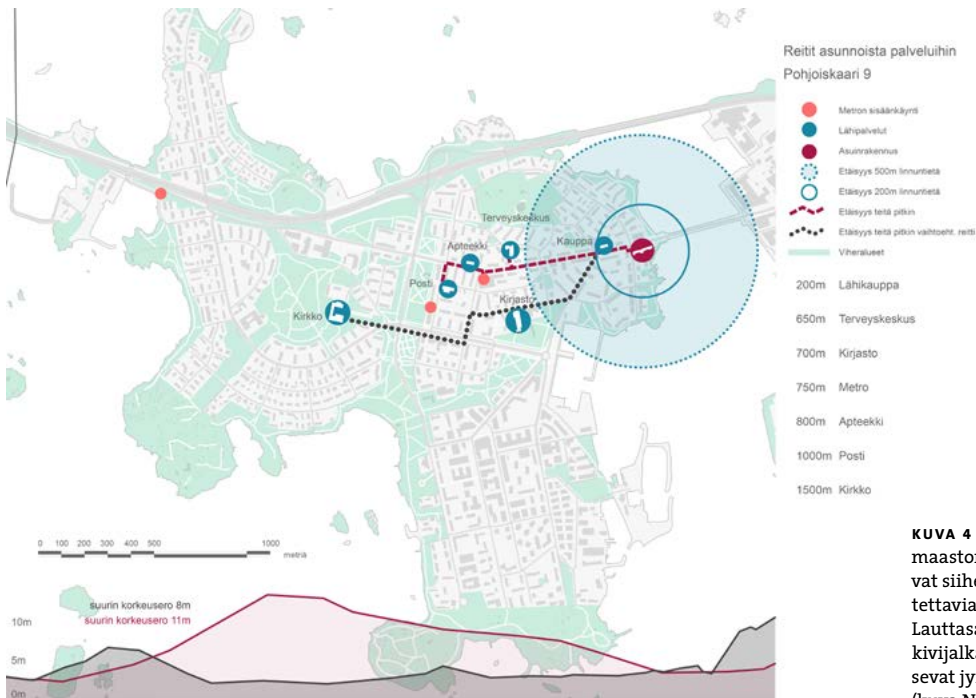 Reitit asunnoista palveluihin
Pohjoiskaari 9
Metron sisäänkäynti
Lähipalvelut
Asuinrakennus
Etäisyys 500m linnuntietä
Etäisyys 200m linnuntietä
Etäisyys teitä pitkin
Etäisyys teitä pitkin vaihtoeht. reitti
Viheralueet
200m Lähikauppa
650m Terveyskeskus
700m Kirjasto
750m Metro
800m Apteekki
1000m Posti
1500m Kirkko
Terveyskeskus
Apteekki
Kauppa
Posti
Kirjasto
Kirkko
0 100 200 300 400 500 1000
metriä
suurin korkeusero 8m
suurin korkeusero 11m
10m
5m
0m
KUVA 4
maaston
vat siihe
tettavia
Lauttasa
kivijalka
sevat jy
(kuva N